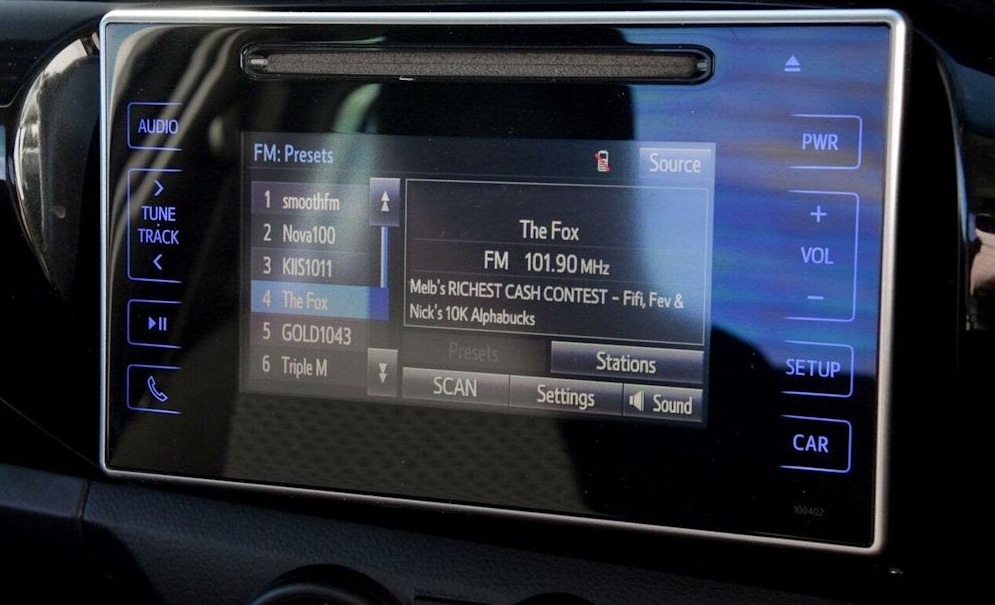 AUDIO
TUNE
TRACK
FM: Presets
Source
1 smoothfm
2 Nova100
3 KIIS1011
4 The Fox
5 GOLD1043
6 Triple M
The Fox
FM 101.90 MHz
Melb's RICHEST CASH CONTEST - Fifi, Fev &
Nick's 10K Alphabucks
Presets
Stations
SCAN
Settings
Sound
PWR
+
VOL
−
SETUP
CAR
100402